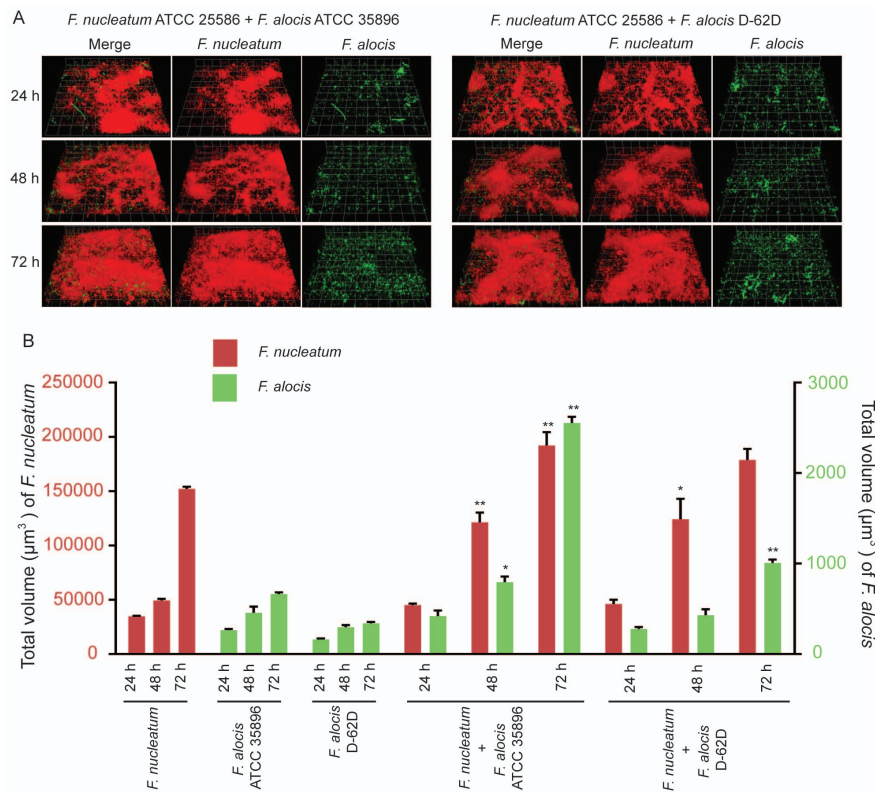 A
F. nucleatum ATCC 25586 + F. alocis ATCC 35896
F. nucleatum ATCC 25586 + F. alocis D-62D
Merge
F. nucleatum
F. alocis
Merge
F. nucleatum
F. alocis
24 h
48 h
72 h
B
F. nucleatum
F. alocis
Total volume (µm³) of F. nucleatum
250000
200000
150000
100000
50000
0
**
*
**
**
*
**
3000
2000
1000
0
Total volume (µm³) of F. alocis
24 h
48 h
72 h
24 h
48 h
72 h
24 h
48 h
72 h
24 h
48 h
72 h
24 h
48 h
72 h
F. nucleatum
F. alocis
ATCC 35896
F. alocis
D-62D
F. nucleatum
+
F. alocis
ATCC 35896
F. nucleatum
+
F. alocis
D-62D